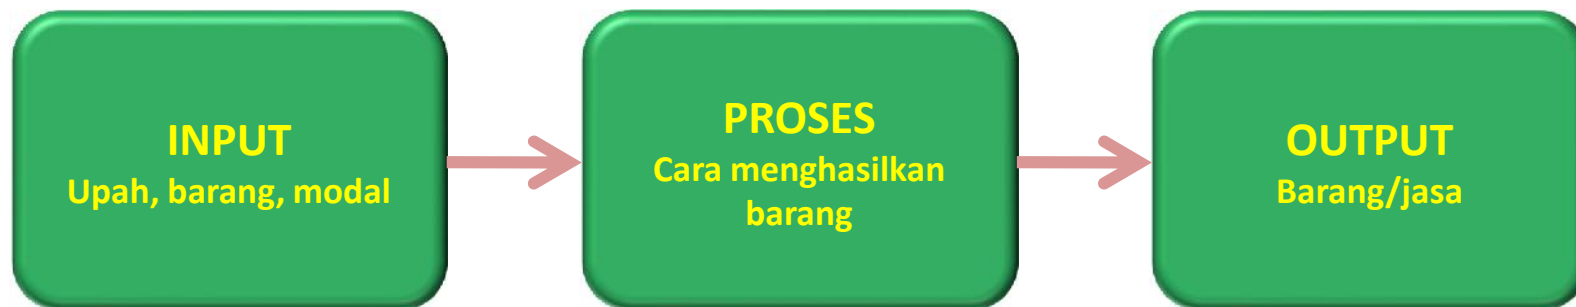 INPUT
Upah, barang, modal
PROSES
Cara menghasilkan
barang
OUTPUT
Barang/jasa